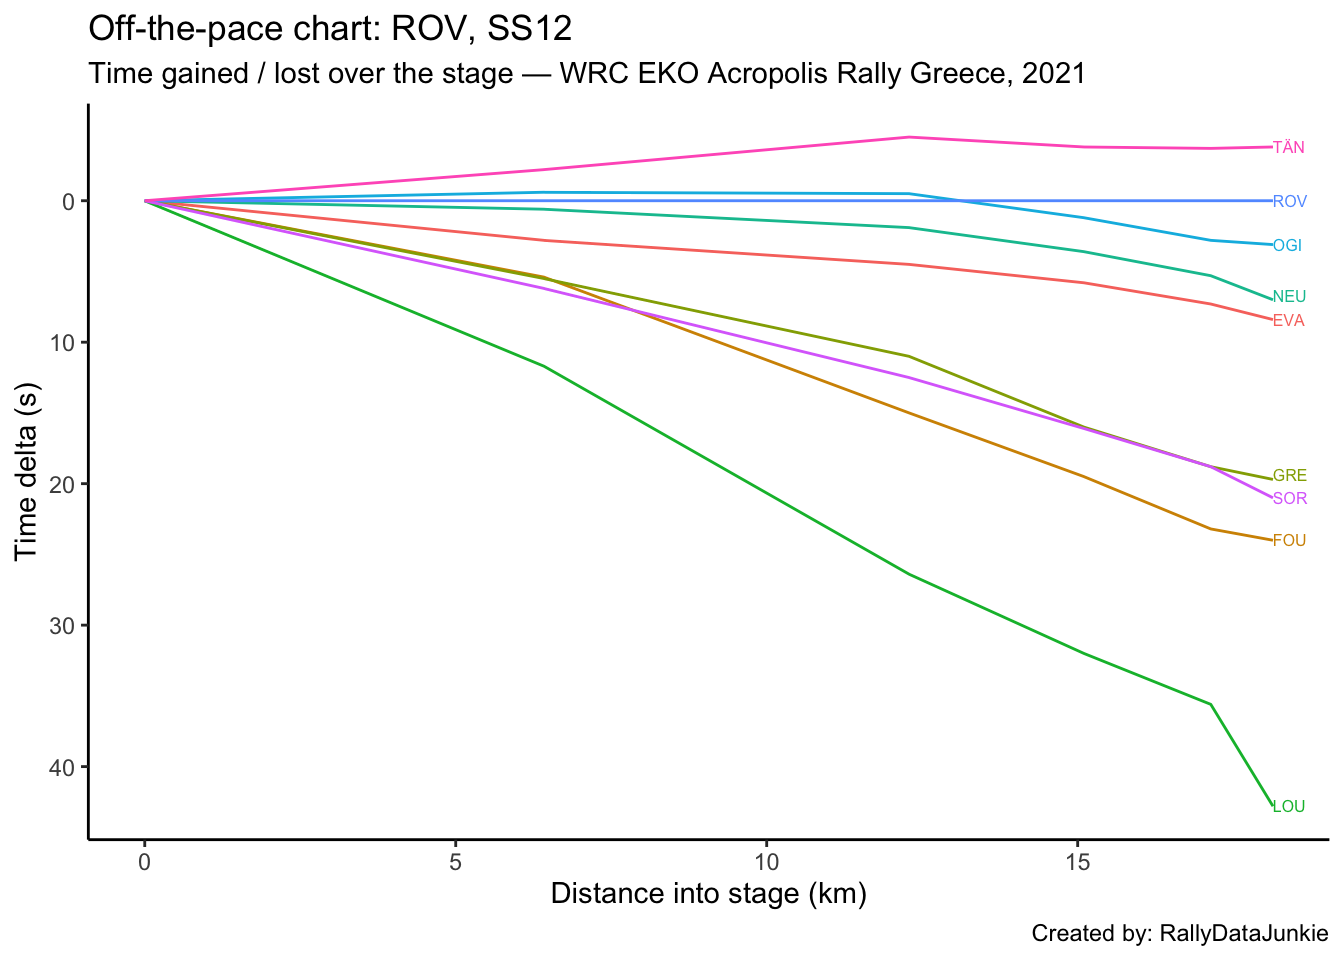 Off-the-pace chart: ROV, SS12
Time gained / lost over the stage — WRC EKO Acropolis Rally Greece, 2021
TÄN
0
ROV
OGI
NEU
EVA
10
Time delta (s)
20
GRE
SOR
FOU
30
40
LOU
0 5 10 15
Distance into stage (km)
Created by: RallyDataJunkie